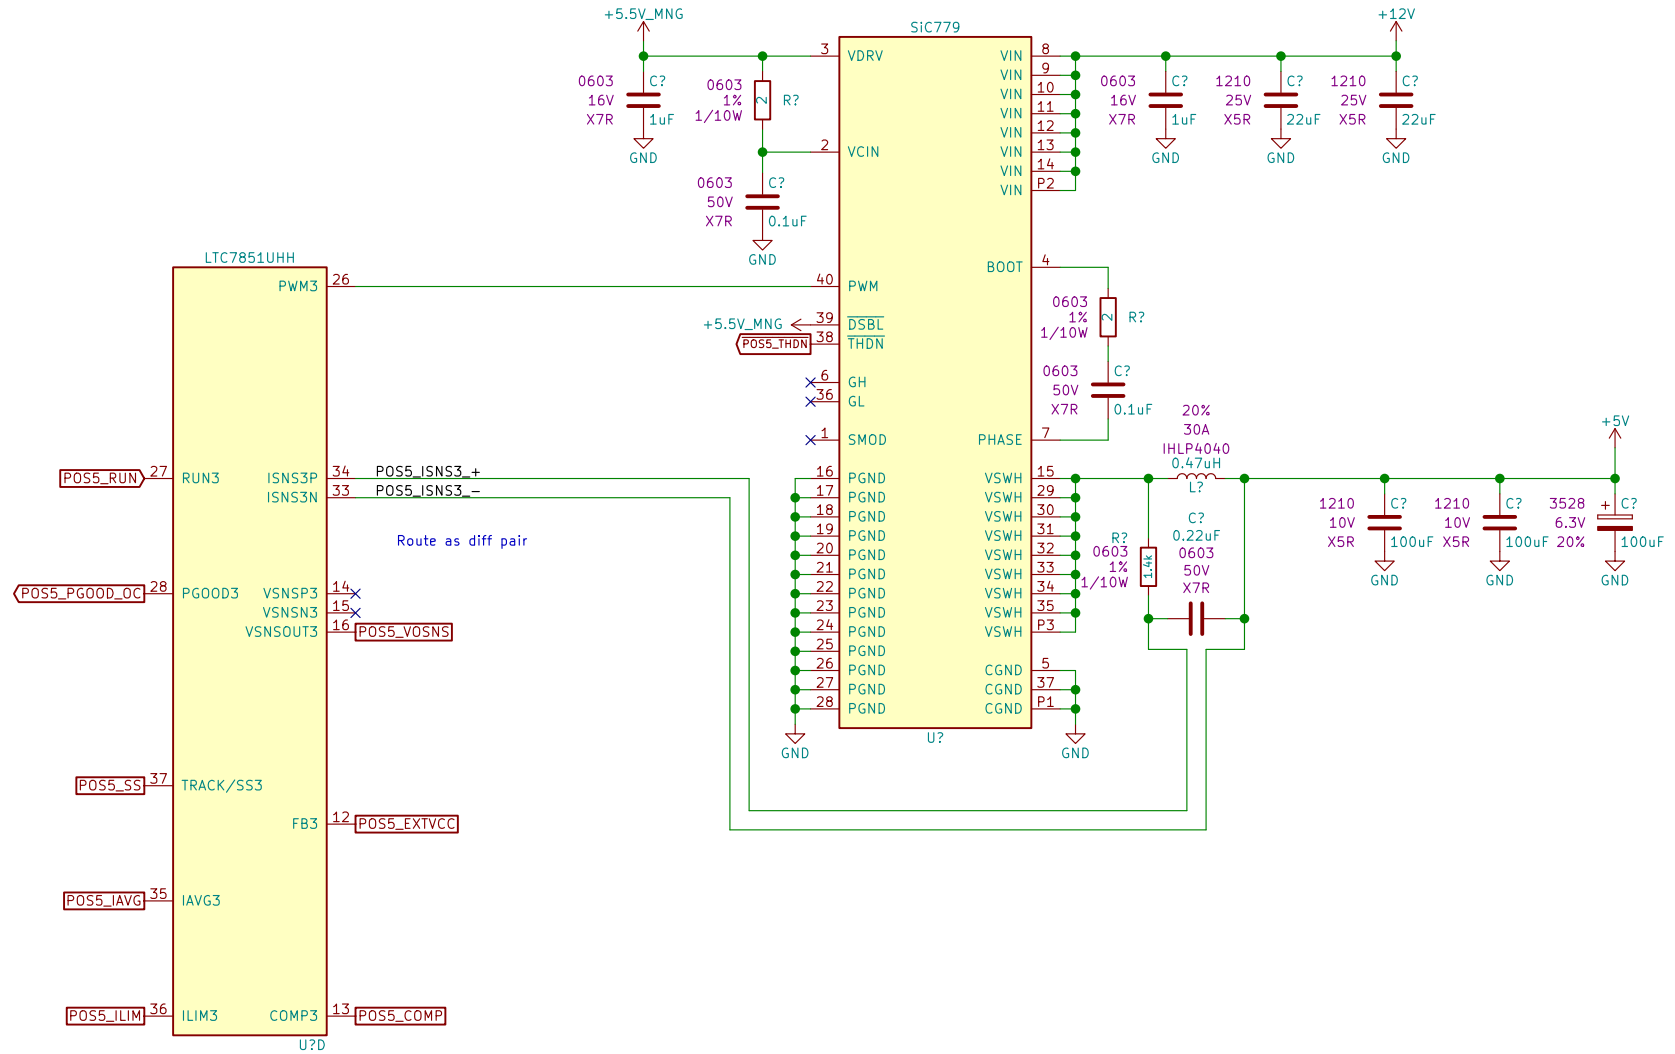 +5.5V_MNG
SiC779
+12V
3 VDRV
VIN 8
VIN 9
VIN 10
VIN 11
VIN 12
VIN 13
VIN 14
VIN P2
0603
16V
X7R
C?
1uF
GND
0603
1%
1/10W
2
R?
2 VCIN
0603
50V
X7R
C?
0.1uF
GND
0603
16V
X7R
C?
1uF
GND
1210
25V
X5R
C?
22uF
GND
1210
25V
X5R
C?
22uF
GND
LTC7851UHH
PWM3 26
40 PWM
BOOT 4
+5.5V_MNG
39 DSBL
POS5_THDN
38 THDN
6 GH
36 GL
1 SMOD
0603
1%
1/10W
2
R?
0603
50V
X7R
C?
0.1uF
PHASE 7
20%
30A
IHLP4040
0.47uH
L?
+5V
POS5_RUN
27 RUN3
ISNS3P 34
POS5_ISNS3_+
ISNS3N 33
POS5_ISNS3_-
Route as diff pair
16 PGND
17 PGND
18 PGND
19 PGND
20 PGND
21 PGND
22 PGND
23 PGND
24 PGND
25 PGND
26 PGND
27 PGND
28 PGND
GND
VSWH 15
VSWH 29
VSWH 30
VSWH 31
VSWH 32
VSWH 33
VSWH 34
VSWH 35
VSWH P3
CGND 5
CGND 37
CGND P1
GND
U?
R?
0603
1%
1/10W
1.4k
C?
0.22uF
0603
50V
X7R
1210
10V
X5R
C?
100uF
GND
1210
10V
X5R
C?
100uF
GND
3528
6.3V
20%
+
C?
100uF
GND
POS5_PGOOD_OC
28 PGOOD3
VSNSP3 14
VSNSN3 15
VSNSOUT3 16
POS5_VOSNS
POS5_SS
37 TRACK/SS3
FB3 12
POS5_EXTVCC
POS5_IAVG
35 IAVG3
POS5_ILIM
36 ILIM3
COMP3 13
POS5_COMP
U?D